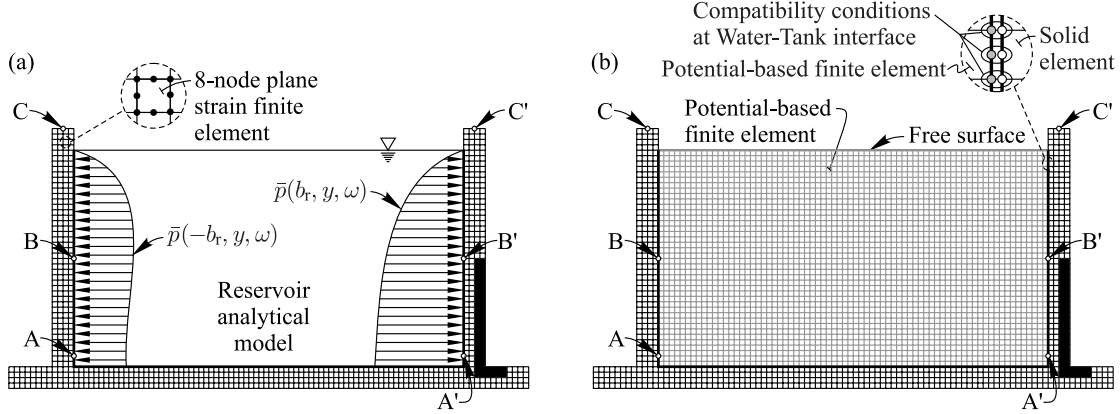 (a)
8-node plane
strain finite
element
C
C'
p̄(b_r, y, ω)
p̄(-b_r, y, ω)
B
B'
Reservoir
analytical
model
A
A'
(b)
Compatibility conditions
at Water-Tank interface
Potential-based finite element
Solid
element
C
C'
Potential-based
finite element
Free surface
B
B'
A
A'